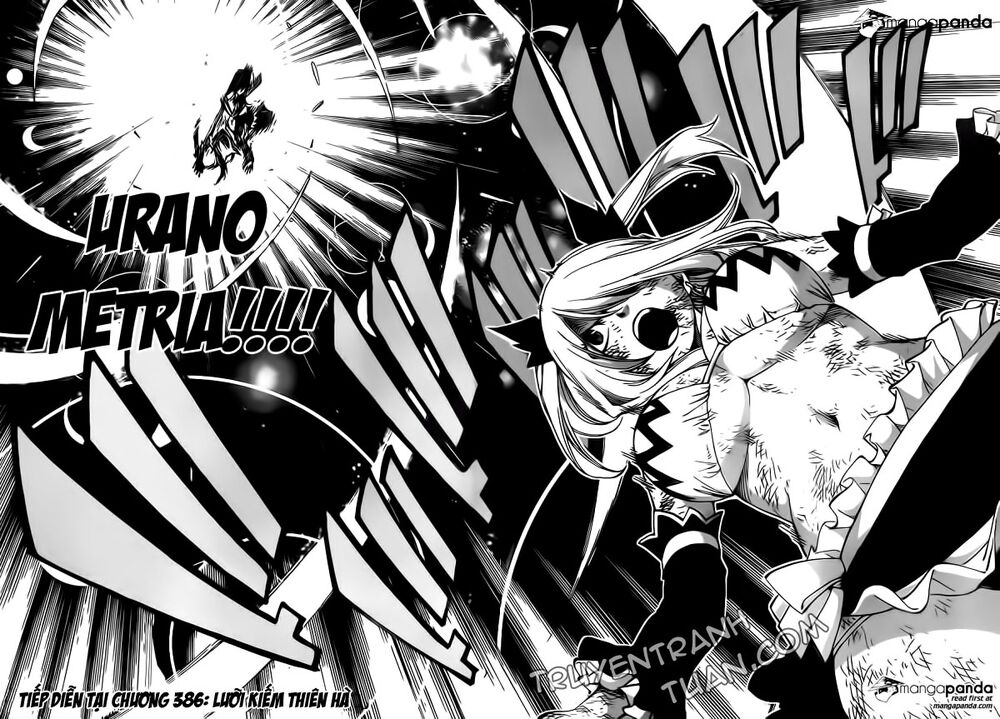 mangapanda
URANO
METRIA!!!!
TRUYENTRANH
TUAN.COM
TIẾP DIỄN TẠI CHƯƠNG 386: LƯỠI KIẾM THIÊN HÀ
mangapanda
read first at
mangapanda.com